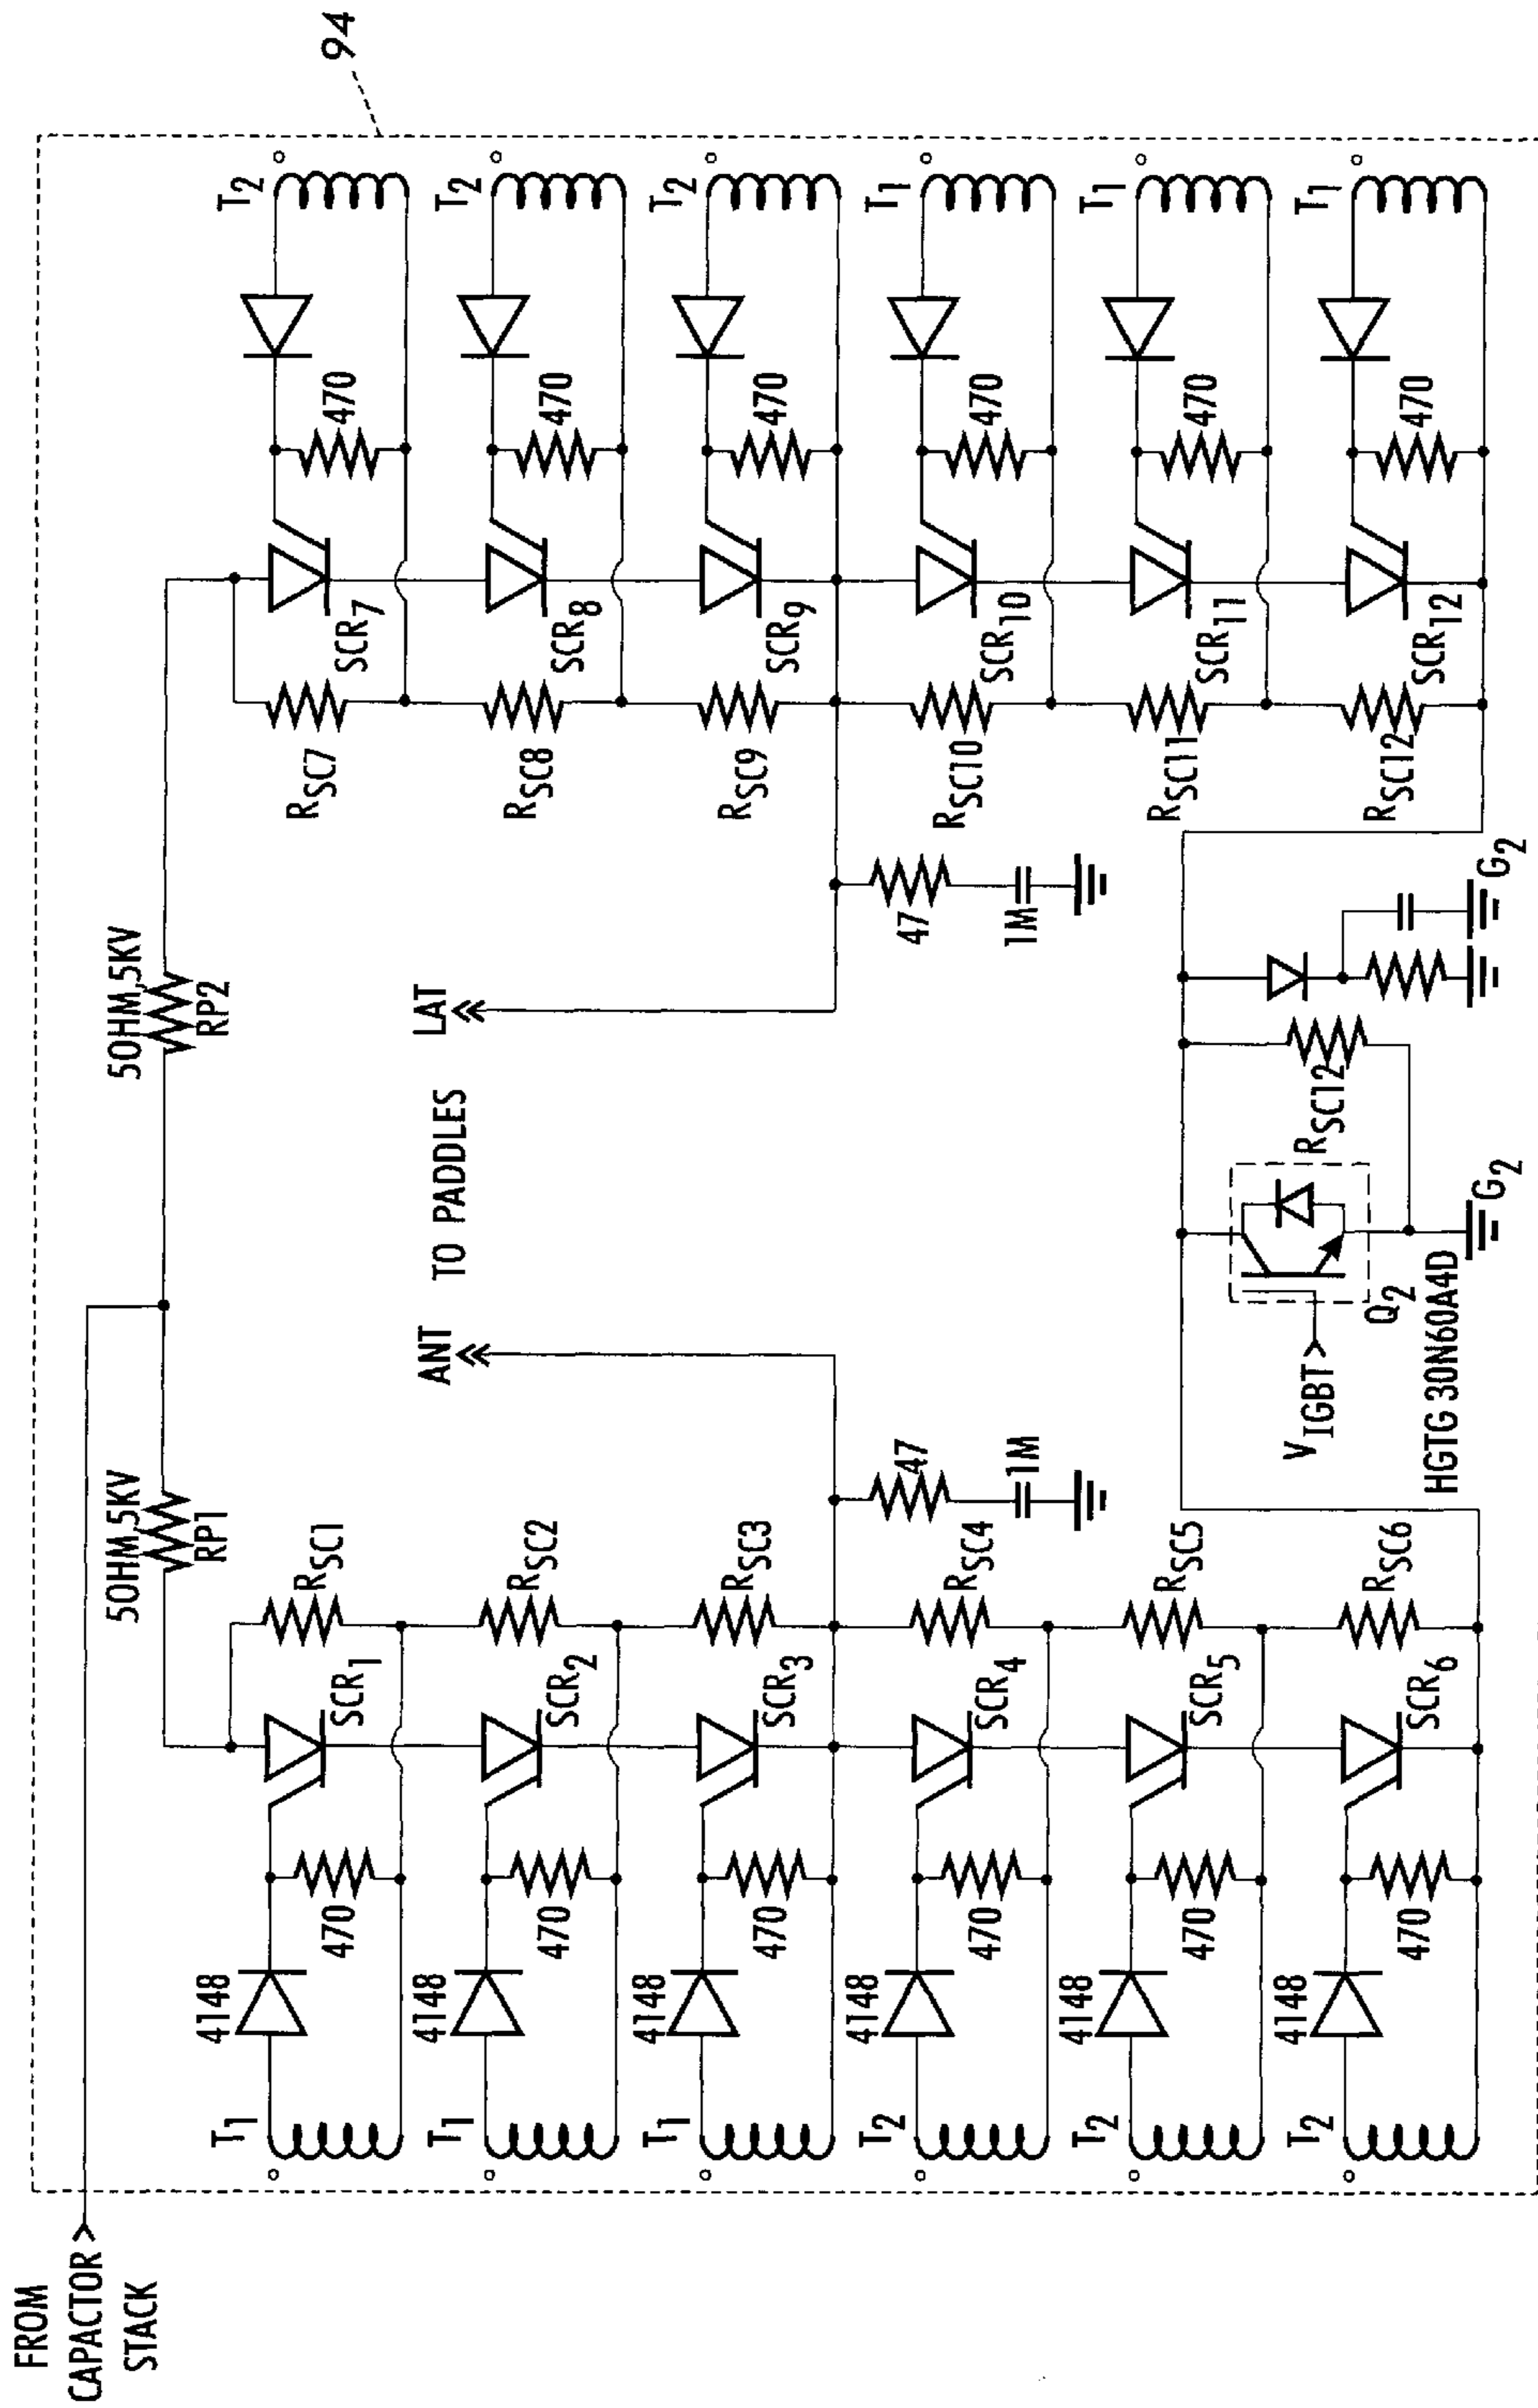 94
FROM
CAPACTOR >
STACK
50HM,5KV
RP1
50HM,5KV
RP2
ANT
TO PADDLES
LAT
T1
4148
470
SCR1
RSC1
T1
4148
470
SCR2
RSC2
T1
4148
470
SCR3
RSC3
T2
4148
470
SCR4
RSC4
T2
4148
470
SCR5
RSC5
T2
4148
470
SCR6
RSC6
47
1M
47
1M
RSC7
SCR7
470
T2
RSC8
SCR8
470
T2
RSC9
SCR9
470
T2
RSC10
SCR10
470
T1
RSC11
SCR11
470
T1
RSC12
SCR12
470
T1
VIGBT >
Q2
HGTG 30N60A4D
G2
RSC12
G2